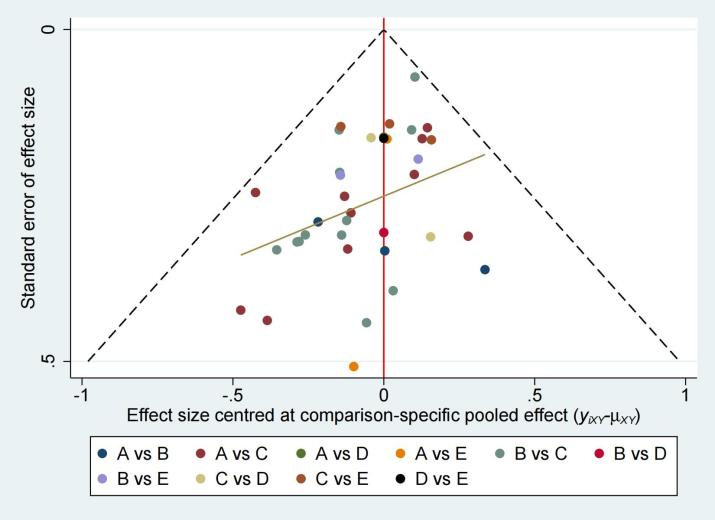 Standard error of effect size
0
.5
-1 -.5 0 .5 1
Effect size centred at comparison-specific pooled effect (yiXY-μXY)
A vs B A vs C A vs D A vs E B vs C B vs D
B vs E C vs D C vs E D vs E